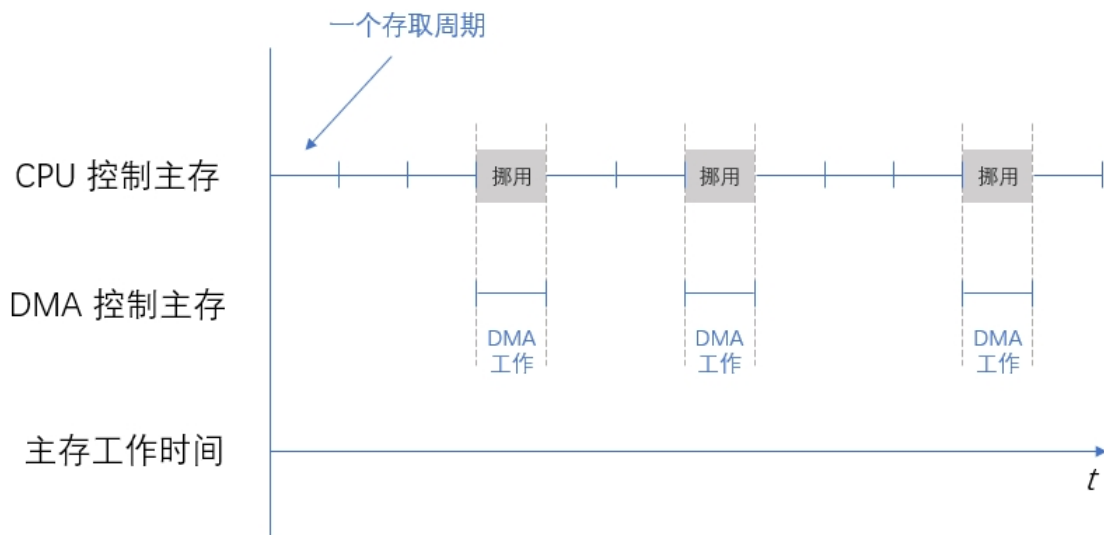 一个存取周期
CPU 控制主存
挪用
挪用
挪用
DMA 控制主存
DMA
工作
DMA
工作
DMA
工作
主存工作时间
t